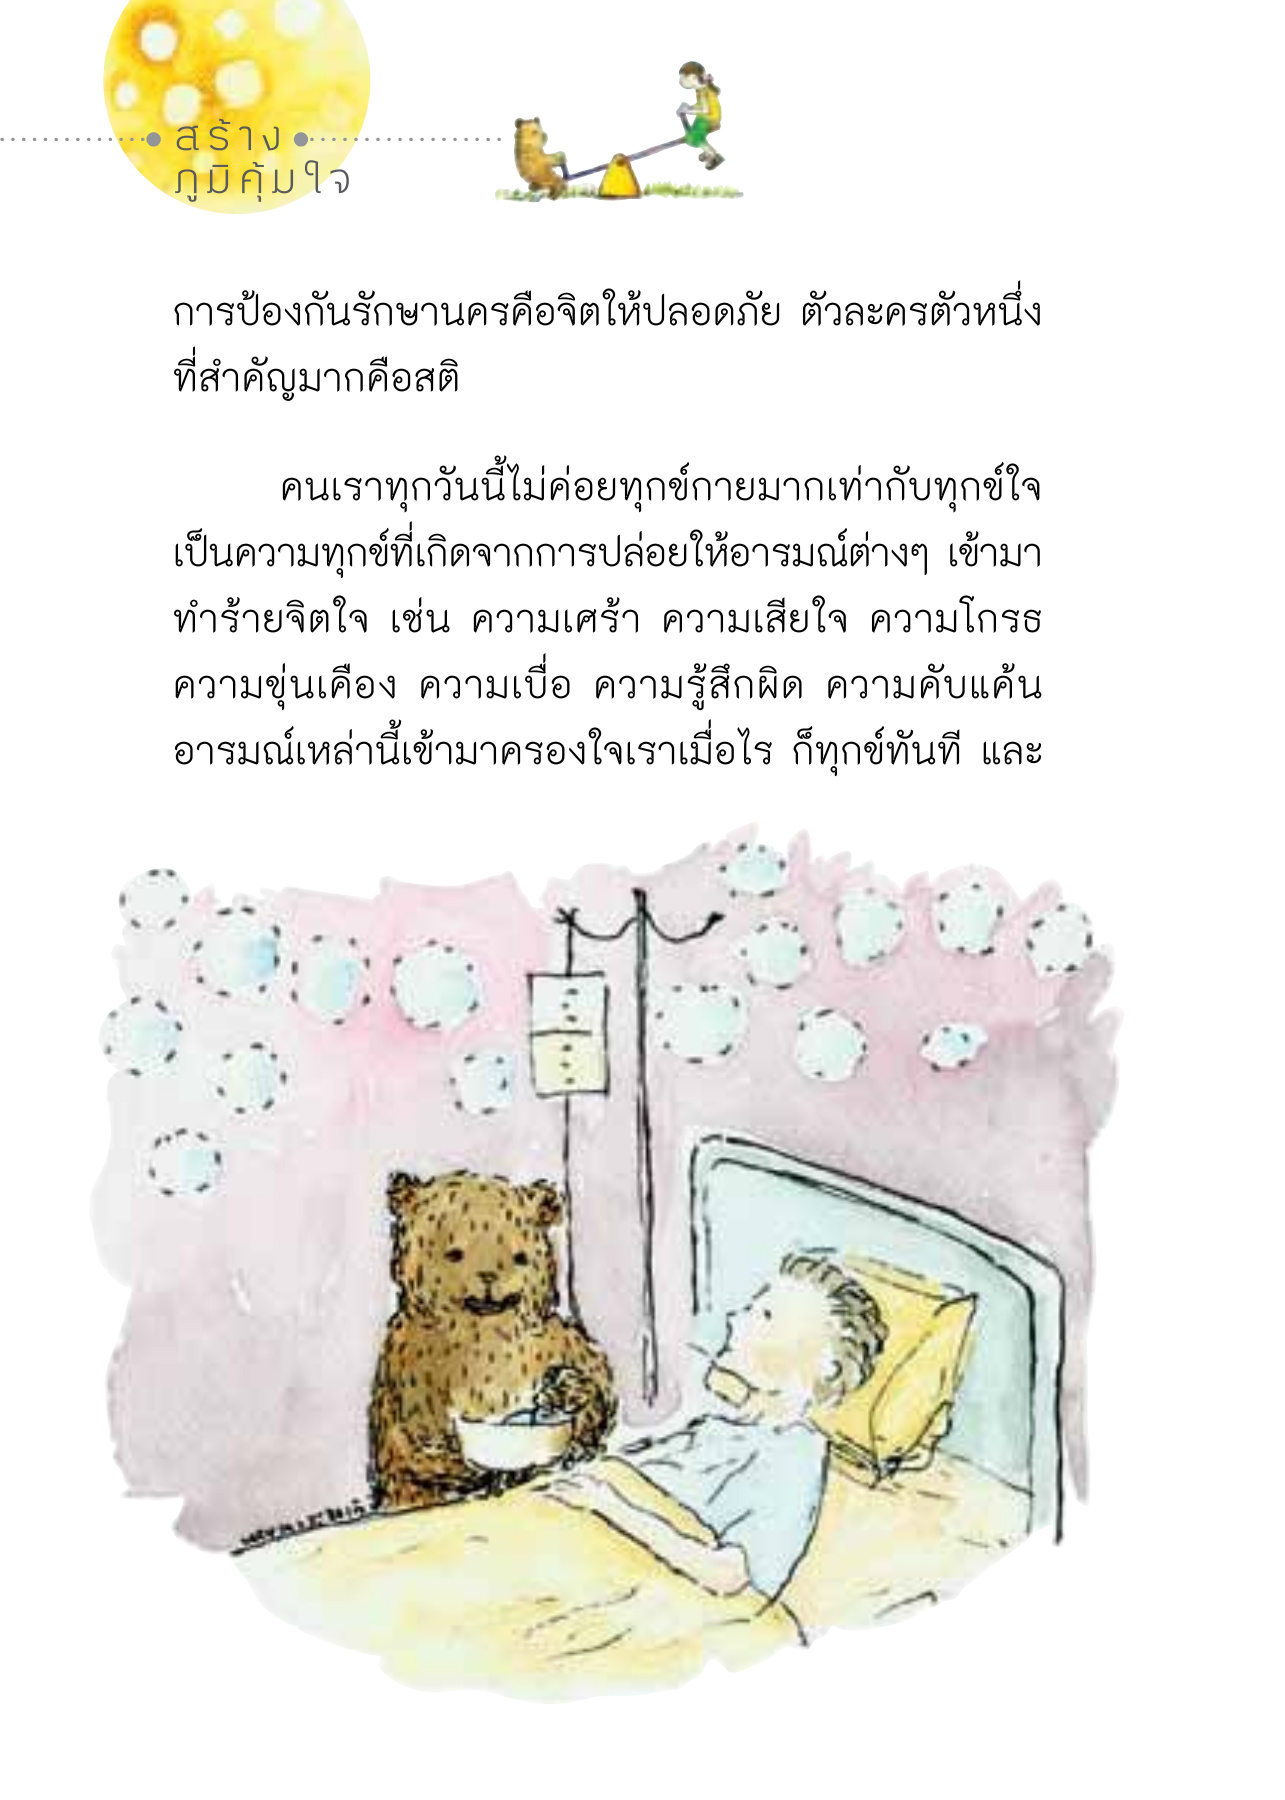 สร้าง
ภูมิคุ้มใจ
การป้องกันรักษานครคือจิตให้ปลอดภัย ตัวละครตัวหนึ่ง
ที่สำคัญมากคือสติ
คนเราทุกวันนี้ไม่ค่อยทุกข์กายมากเท่ากับทุกข์ใจ
เป็นความทุกข์ที่เกิดจากการปล่อยให้อารมณ์ต่างๆ เข้ามา
ทำร้ายจิตใจ เช่น ความเศร้า ความเสียใจ ความโกรธ
ความขุ่นเคือง ความเบื่อ ความรู้สึกผิด ความคับแค้น
อารมณ์เหล่านี้เข้ามาครองใจเราเมื่อไร ก็ทุกข์ทันที และ